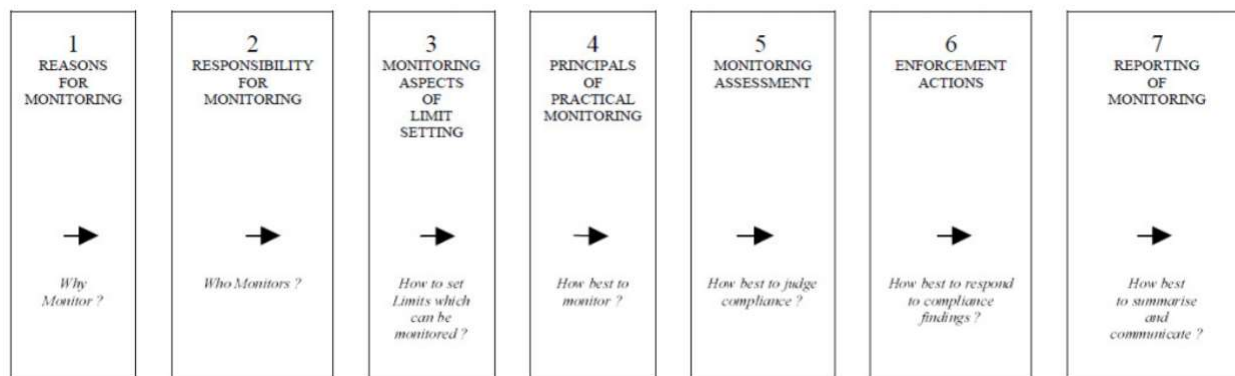 1
REASONS
FOR
MONITORING
Why
Monitor ?
2
RESPONSIBILITY
FOR
MONITORING
Who Monitors ?
3
MONITORING
ASPECTS
OF
LIMIT
SETTING
How to set
Limits which
can be
monitored ?
4
PRINCIPALS
OF
PRACTICAL
MONITORING
How best to
monitor ?
5
MONITORING
ASSESSMENT
How best to judge
compliance ?
6
ENFORCEMENT
ACTIONS
How best to respond
to compliance
findings ?
7
REPORTING
OF
MONITORING
How best
to summarise
and
communicate ?